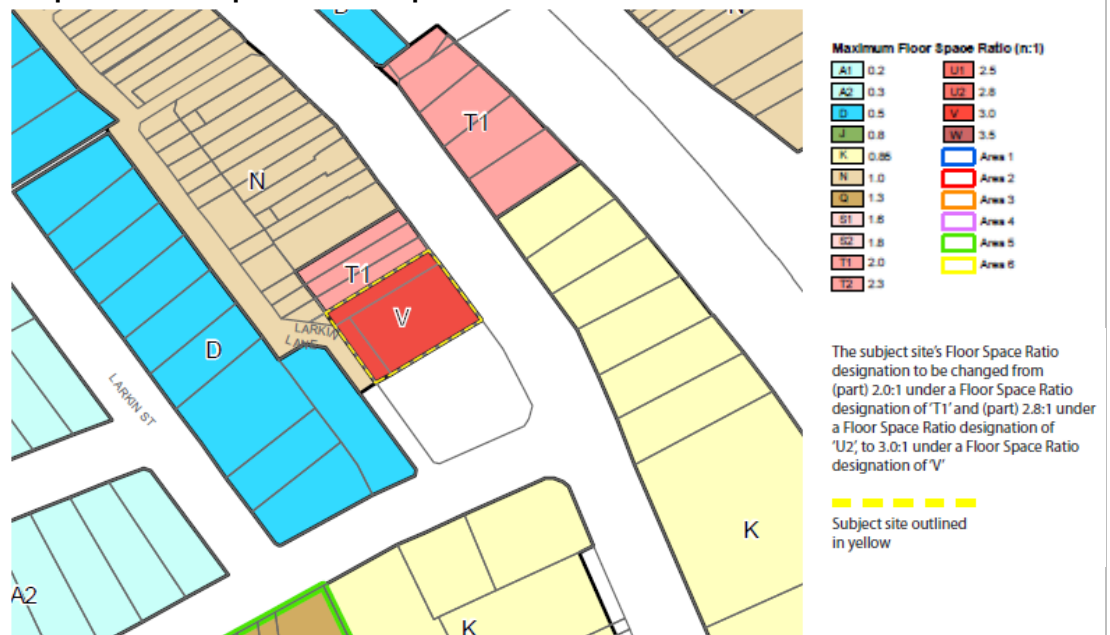 D
N
T1
N
T1
V
LARKIN
LANE
D
LARKIN ST
K
A2
K
Maximum Floor Space Ratio (n:1)
A1 0.2
A2 0.3
D 0.5
J 0.8
K 0.85
N 1.0
Q 1.3
S1 1.6
S2 1.8
T1 2.0
T2 2.3
U1 2.5
U2 2.8
V 3.0
W 3.5
Area 1
Area 2
Area 3
Area 4
Area 5
Area 6
The subject site's Floor Space Ratio
designation to be changed from
(part) 2.0:1 under a Floor Space Ratio
designation of 'T1' and (part) 2.8:1 under
a Floor Space Ratio designation of
'U2', to 3.0:1 under a Floor Space Ratio
designation of 'V'
Subject site outlined
in yellow